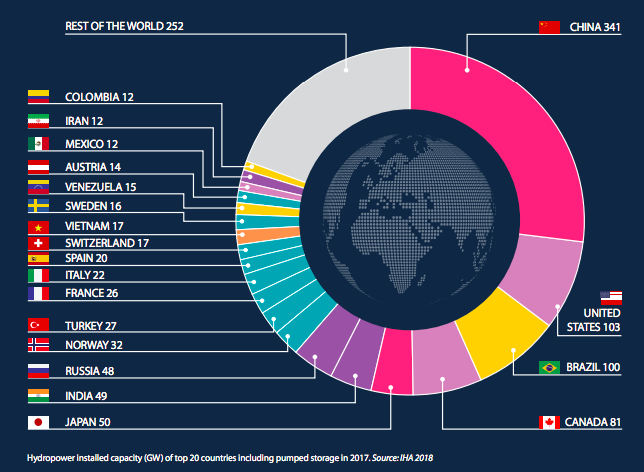 REST OF THE WORLD 252
CHINA 341
COLOMBIA 12
IRAN 12
MEXICO 12
AUSTRIA 14
VENEZUELA 15
SWEDEN 16
VIETNAM 17
SWITZERLAND 17
SPAIN 20
ITALY 22
FRANCE 26
TURKEY 27
NORWAY 32
RUSSIA 48
INDIA 49
JAPAN 50
UNITED
STATES 103
BRAZIL 100
CANADA 81
Hydropower installed capacity (GW) of top 20 countries including pumped storage in 2017. Source: IHA 2018